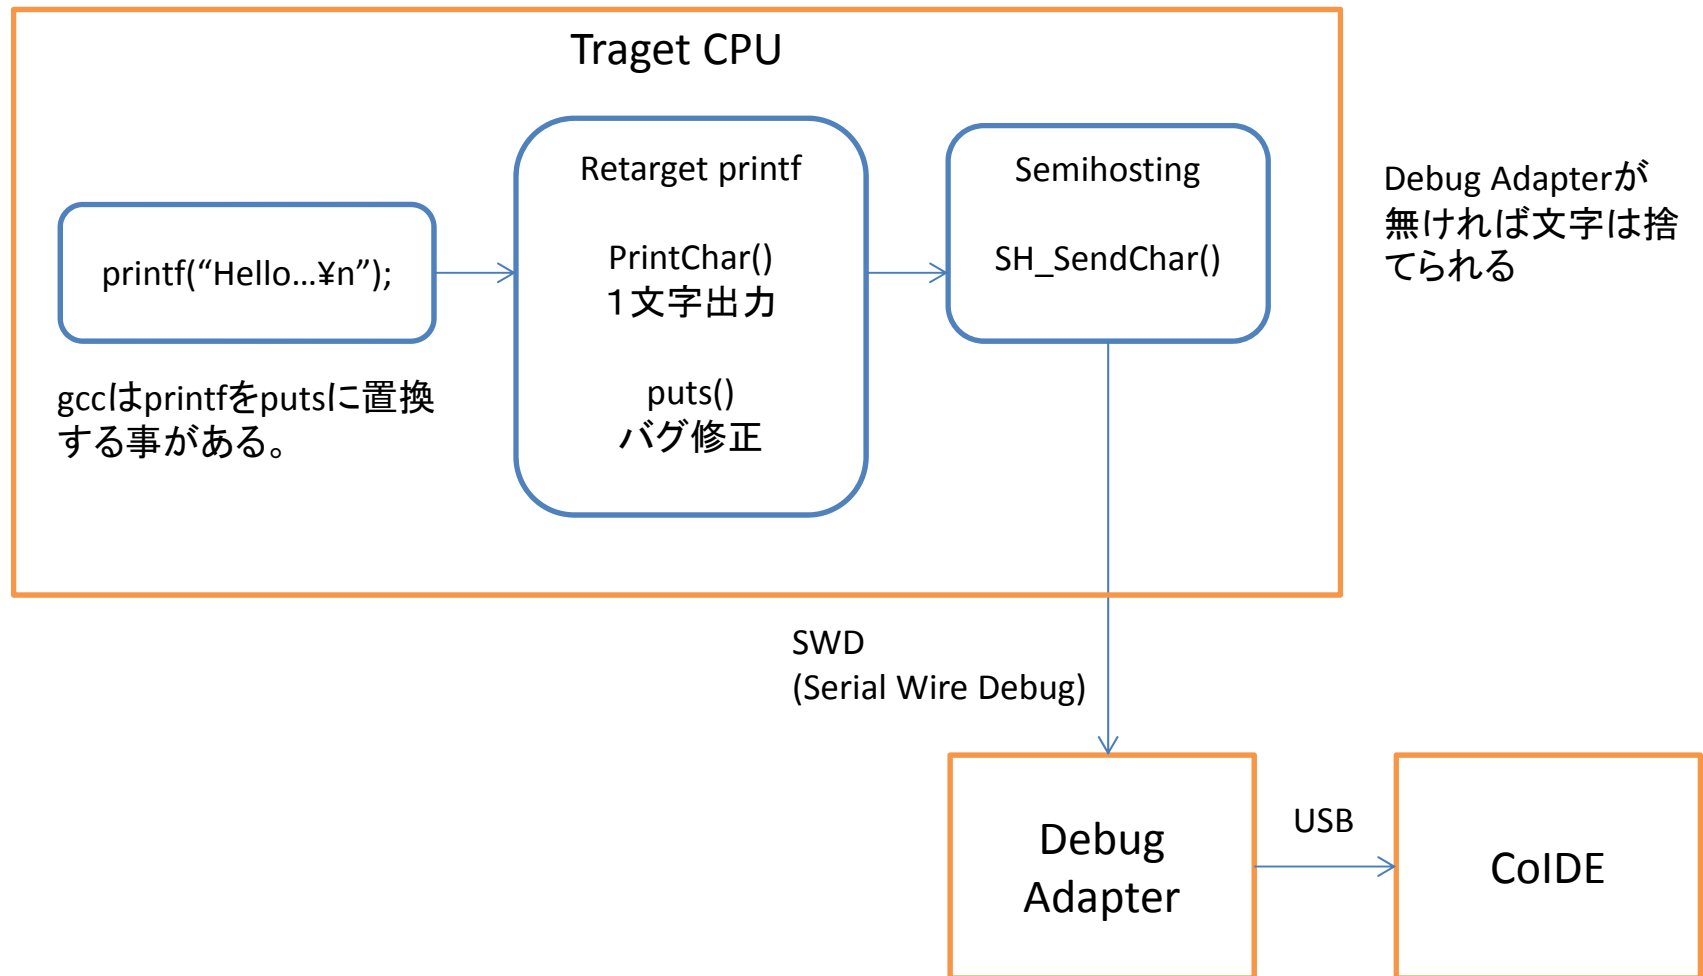 Traget CPU
printf(“Hello…¥n”);
gccはprintfをputsに置換
する事がある。
Retarget printf
PrintChar()
１文字出力
puts()
バグ修正
Semihosting
SH_SendChar()
Debug Adapterが
無ければ文字は捨
てられる
SWD
(Serial Wire Debug)
Debug
Adapter
USB
CoIDE